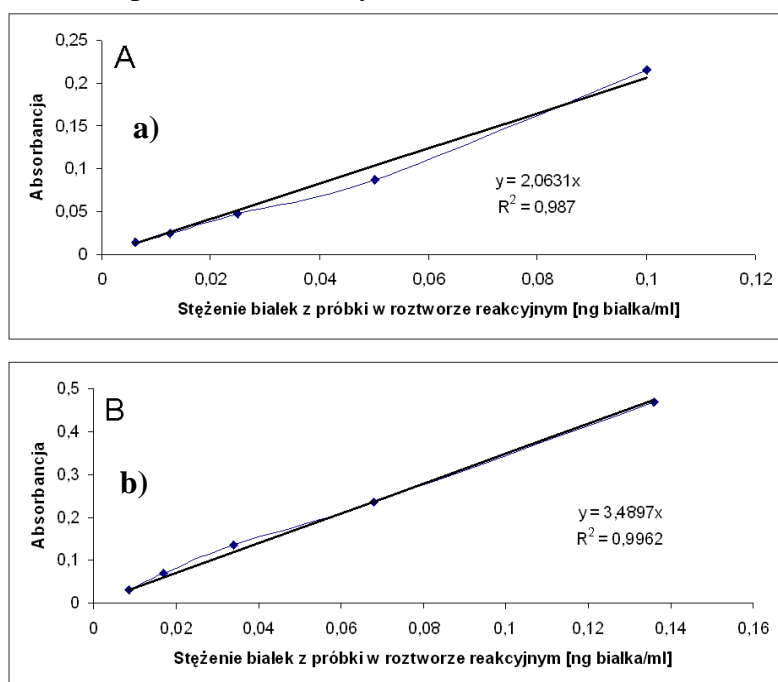 A
a)
0,25
0,2
0,15
0,1
0,05
0
Absorbancja
y = 2,0631x
R² = 0,987
0 0,02 0,04 0,06 0,08 0,1 0,12
Stężenie białek z próbki w roztworze reakcyjnym [ng białka/ml]
B
b)
0,5
0,4
0,3
0,2
0,1
0
Absorbancja
y = 3,4897x
R² = 0,9962
0 0,02 0,04 0,06 0,08 0,1 0,12 0,14 0,16
Stężenie białek z próbki w roztworze reakcyjnym [ng białka/ml]